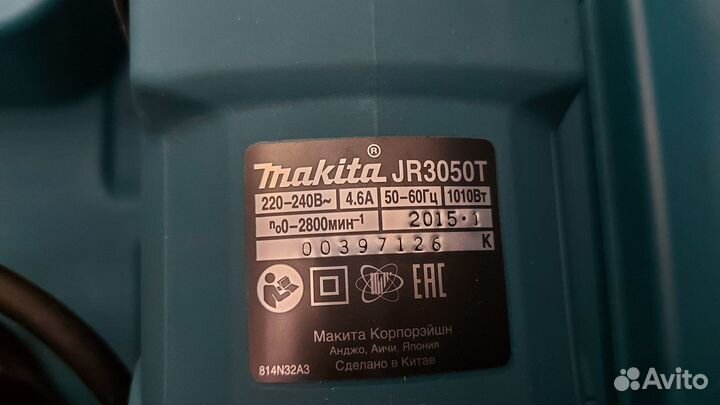 makita® JR3050T
220-240В~ 4.6А 50-60Гц 1010Вт
n₀0-2800мин⁻¹ 2015·1
00397126 K
EAC
Макита Корпорэйшн
Анджо, Аичи, Япония
814N32A3 Сделано в Китае
Avito